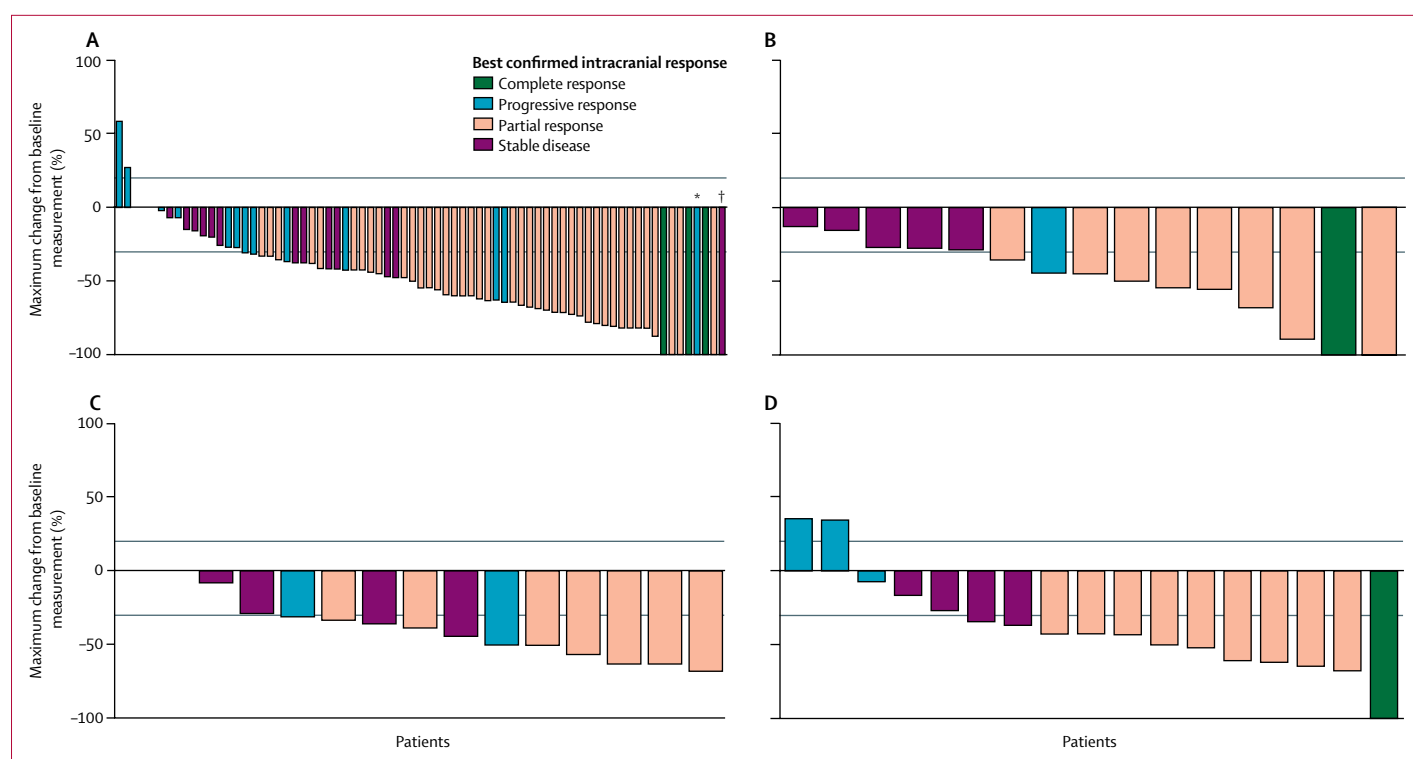 A
B
Best confirmed intracranial response
Complete response
Progressive response
Partial response
Stable disease
Maximum change from baseline
measurement (%)
100
50
0
–50
–100
*
†
C
D
Maximum change from baseline
measurement (%)
100
50
0
–50
–100
Patients
Patients